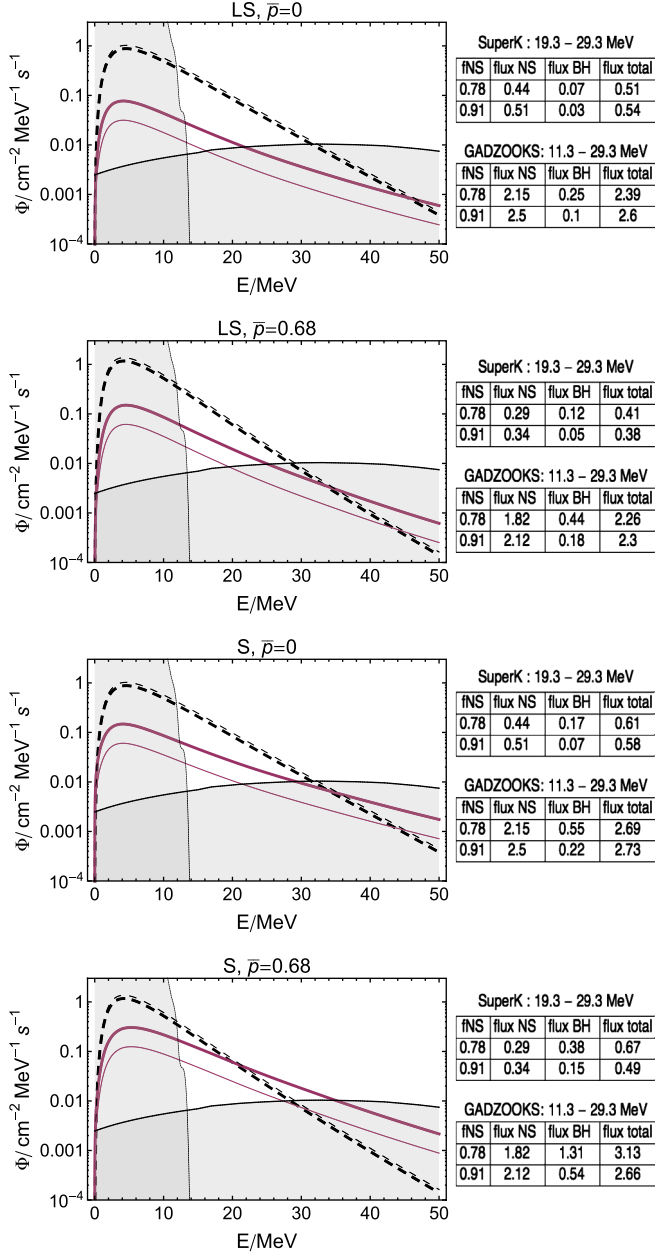 LS, p̅=0
Φ/ cm⁻² MeV⁻¹ s⁻¹
1
0.1
0.01
0.001
10⁻⁴
0 10 20 30 40 50
E/MeV
SuperK : 19.3 – 29.3 MeV
fNS flux NS flux BH flux total
0.78 0.44 0.07 0.51
0.91 0.51 0.03 0.54
GADZOOKS: 11.3 – 29.3 MeV
fNS flux NS flux BH flux total
0.78 2.15 0.25 2.39
0.91 2.5 0.1 2.6
LS, p̅=0.68
Φ/ cm⁻² MeV⁻¹ s⁻¹
1
0.1
0.01
0.001
10⁻⁴
0 10 20 30 40 50
E/MeV
SuperK : 19.3 – 29.3 MeV
fNS flux NS flux BH flux total
0.78 0.29 0.12 0.41
0.91 0.34 0.05 0.38
GADZOOKS: 11.3 – 29.3 MeV
fNS flux NS flux BH flux total
0.78 1.82 0.44 2.26
0.91 2.12 0.18 2.3
S, p̅=0
Φ/ cm⁻² MeV⁻¹ s⁻¹
1
0.1
0.01
0.001
10⁻⁴
0 10 20 30 40 50
E/MeV
SuperK : 19.3 – 29.3 MeV
fNS flux NS flux BH flux total
0.78 0.44 0.17 0.61
0.91 0.51 0.07 0.58
GADZOOKS: 11.3 – 29.3 MeV
fNS flux NS flux BH flux total
0.78 2.15 0.55 2.69
0.91 2.5 0.22 2.73
S, p̅=0.68
Φ/ cm⁻² MeV⁻¹ s⁻¹
1
0.1
0.01
0.001
10⁻⁴
0 10 20 30 40 50
E/MeV
SuperK : 19.3 – 29.3 MeV
fNS flux NS flux BH flux total
0.78 0.29 0.38 0.67
0.91 0.34 0.15 0.49
GADZOOKS: 11.3 – 29.3 MeV
fNS flux NS flux BH flux total
0.78 1.82 1.31 3.13
0.91 2.12 0.54 2.66